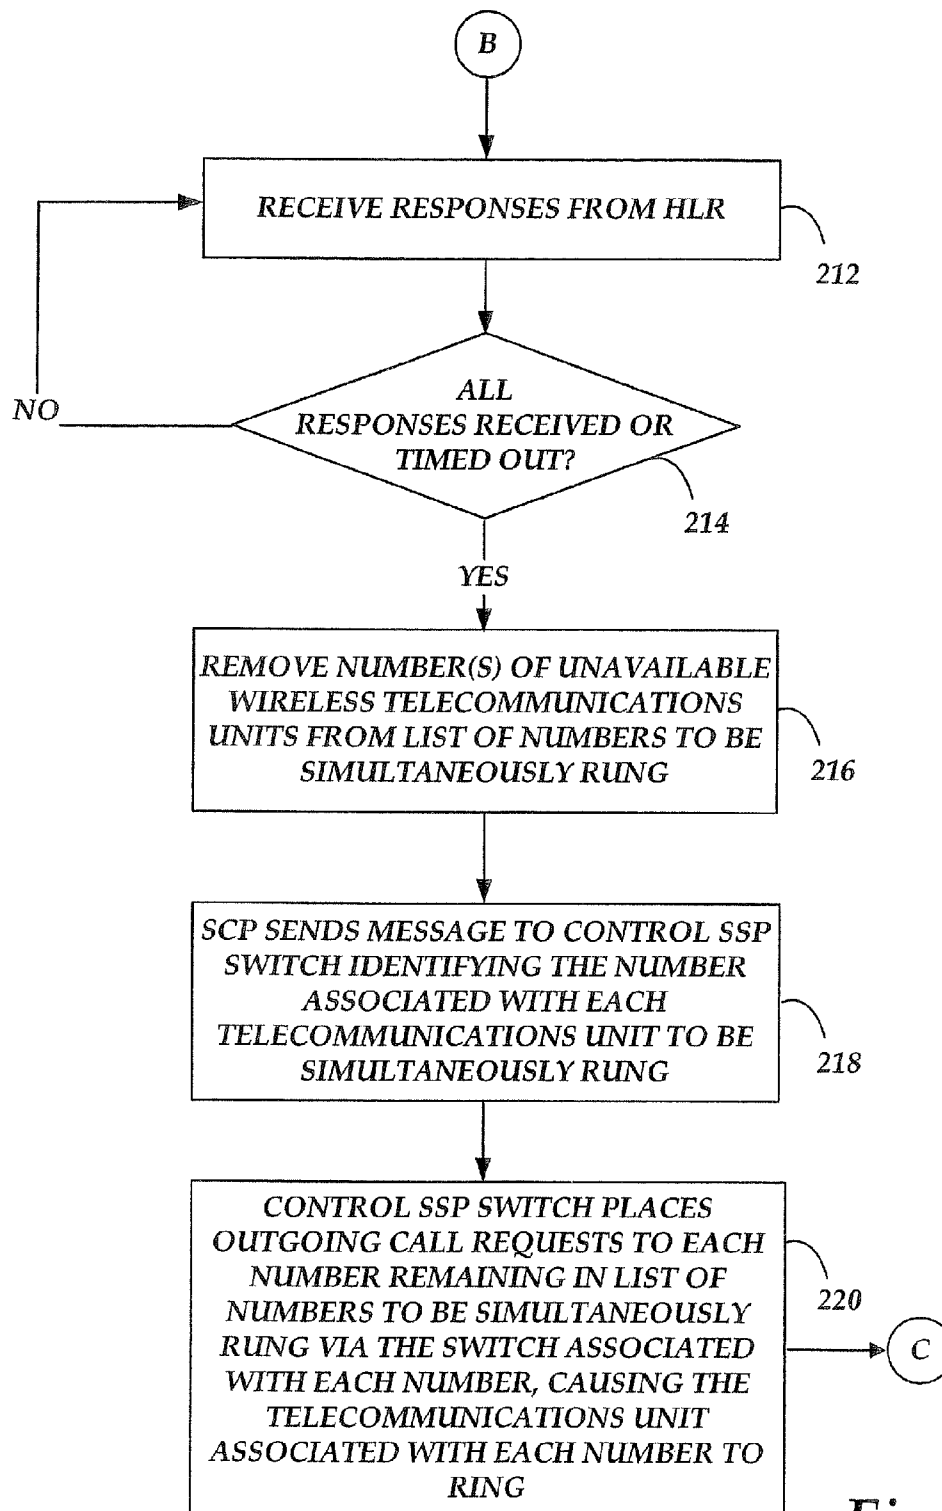 B
RECEIVE RESPONSES FROM HLR
212
ALL
RESPONSES RECEIVED OR
TIMED OUT?
NO
214
YES
REMOVE NUMBER(S) OF UNAVAILABLE
WIRELESS TELECOMMUNICATIONS
UNITS FROM LIST OF NUMBERS TO BE
SIMULTANEOUSLY RUNG
216
SCP SENDS MESSAGE TO CONTROL SSP
SWITCH IDENTIFYING THE NUMBER
ASSOCIATED WITH EACH
TELECOMMUNICATIONS UNIT TO BE
SIMULTANEOUSLY RUNG
218
CONTROL SSP SWITCH PLACES
OUTGOING CALL REQUESTS TO EACH
NUMBER REMAINING IN LIST OF
NUMBERS TO BE SIMULTANEOUSLY
RUNG VIA THE SWITCH ASSOCIATED
WITH EACH NUMBER, CAUSING THE
TELECOMMUNICATIONS UNIT
ASSOCIATED WITH EACH NUMBER TO
RING
220
C